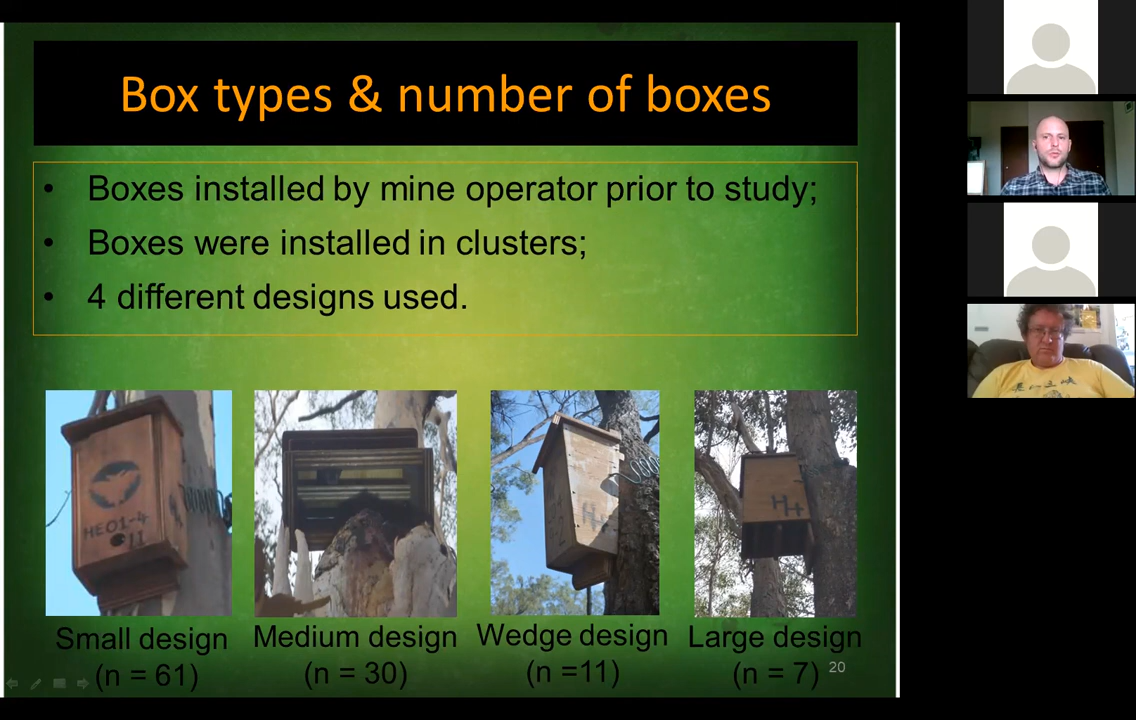 Box types & number of boxes
• Boxes installed by mine operator prior to study;
• Boxes were installed in clusters;
• 4 different designs used.
HE01-4
11
Small design
(n = 61)
Medium design
(n = 30)
Wedge design
(n =11)
Large design
(n = 7)
20